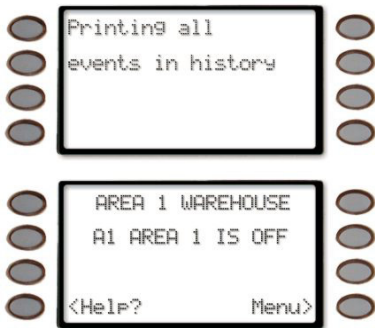 Printing all
events in history
AREA 1 WAREHOUSE
A1 AREA 1 IS OFF
<Help?
Menu>